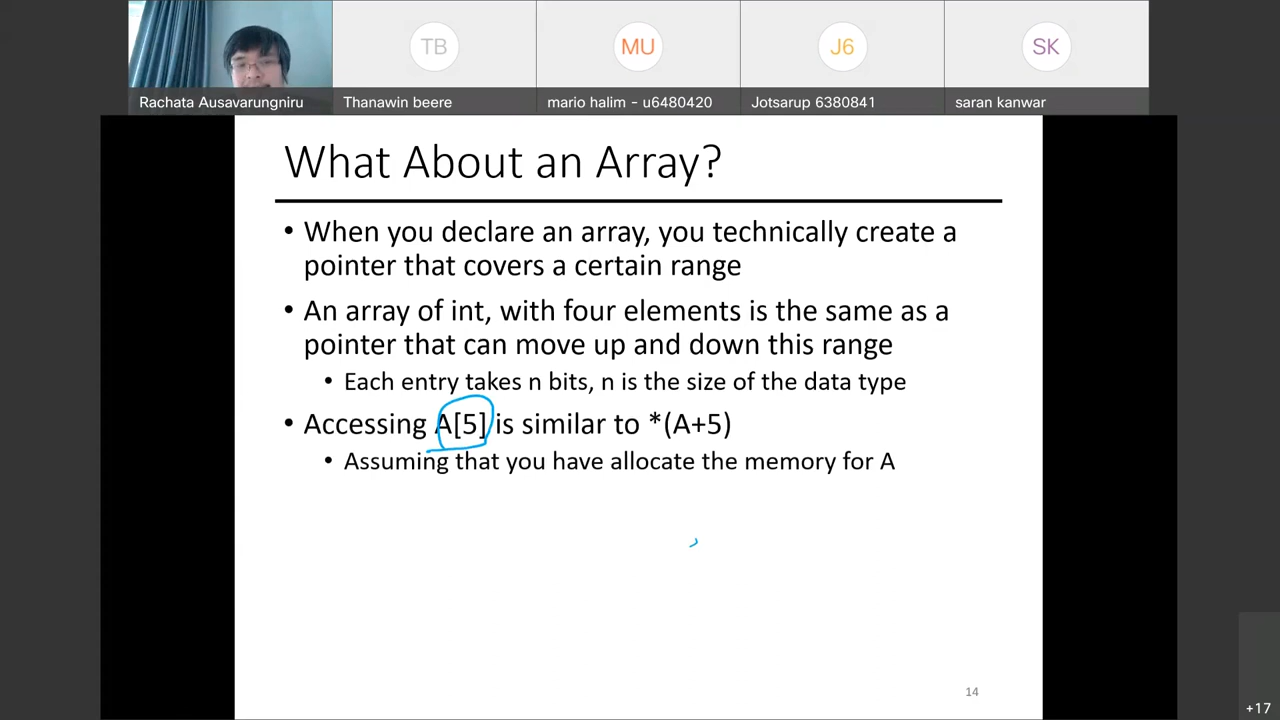 TB
MU
J6
SK
Rachata Ausavarungniru
Thanawin beere
mario halim - u6480420
Jotsarup 6380841
saran kanwar
What About an Array?
• When you declare an array, you technically create a
pointer that covers a certain range
• An array of int, with four elements is the same as a
pointer that can move up and down this range
• Each entry takes n bits, n is the size of the data type
• Accessing A[5] is similar to *(A+5)
• Assuming that you have allocate the memory for A
14
+17